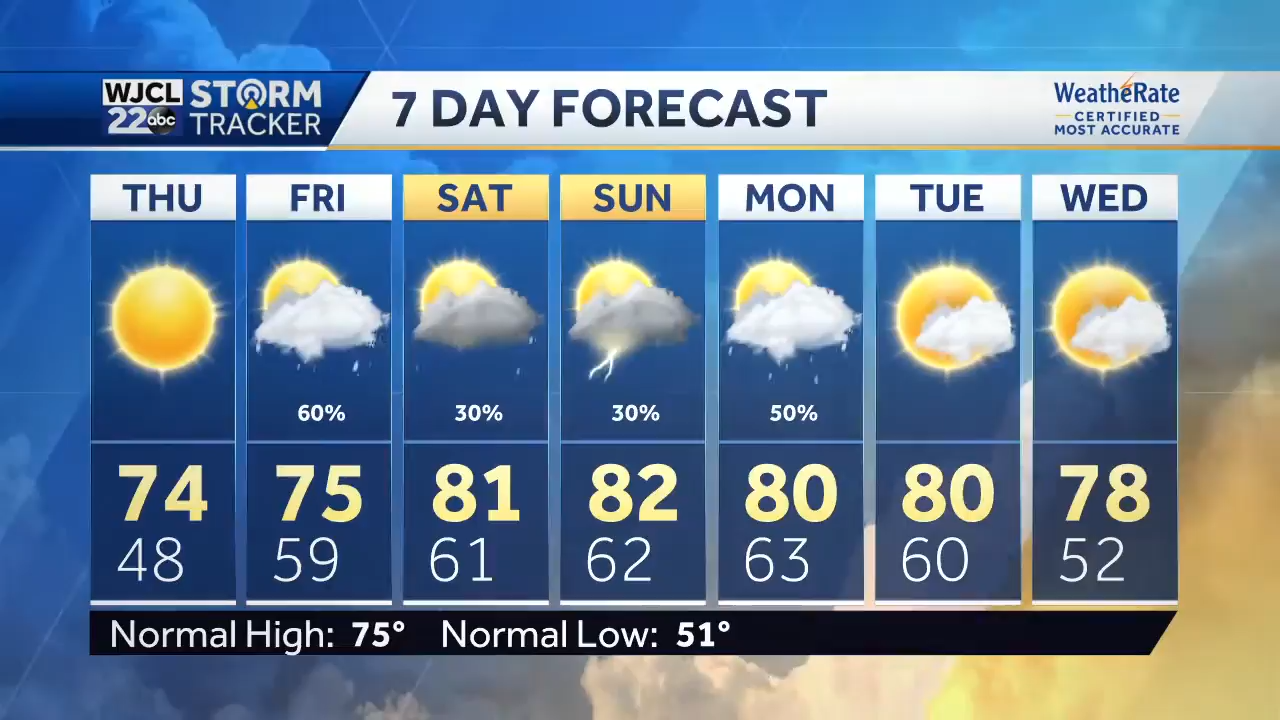 WJCL
22 abc
STORM
TRACKER
7 DAY FORECAST
WeatheRate
CERTIFIED
MOST ACCURATE
THU FRI SAT SUN MON TUE WED
60% 30% 30% 50%
74 75 81 82 80 80 78
48 59 61 62 63 60 52
Normal High: 75° Normal Low: 51°